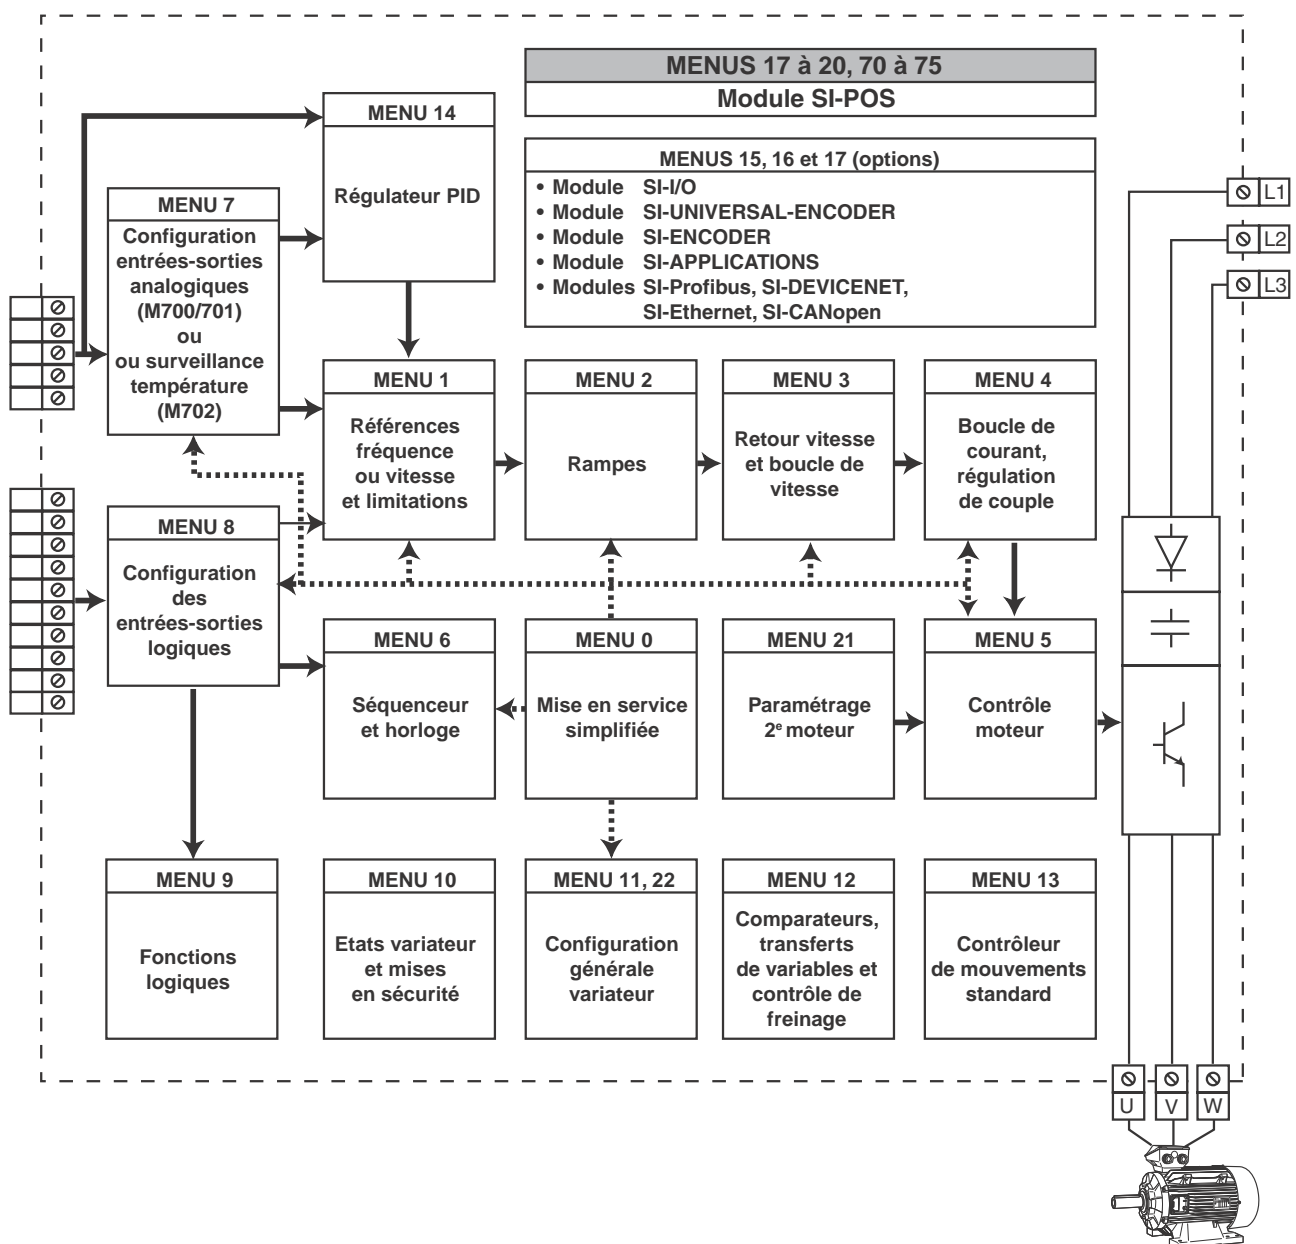 MENUS 17 à 20, 70 à 75
Module SI-POS
MENU 14
Régulateur PID
MENUS 15, 16 et 17 (options)
• Module SI-I/O
• Module SI-UNIVERSAL-ENCODER
• Module SI-ENCODER
• Module SI-APPLICATIONS
• Modules SI-Profibus, SI-DEVICENET,
SI-Ethernet, SI-CANopen
L1
L2
L3
MENU 7
Configuration
entrées-sorties
analogiques
(M700/701)
ou
ou surveillance
température
(M702)
MENU 1
Références
fréquence
ou vitesse
et limitations
MENU 2
Rampes
MENU 3
Retour vitesse
et boucle de
vitesse
MENU 4
Boucle de
courant,
régulation
de couple
MENU 8
Configuration
des
entrées-sorties
logiques
MENU 6
Séquenceur
et horloge
MENU 0
Mise en service
simplifiée
MENU 21
Paramétrage
2e moteur
MENU 5
Contrôle
moteur
MENU 9
Fonctions
logiques
MENU 10
Etats variateur
et mises
en sécurité
MENU 11, 22
Configuration
générale
variateur
MENU 12
Comparateurs,
transferts
de variables et
contrôle de
freinage
MENU 13
Contrôleur
de mouvements
standard
U
V
W